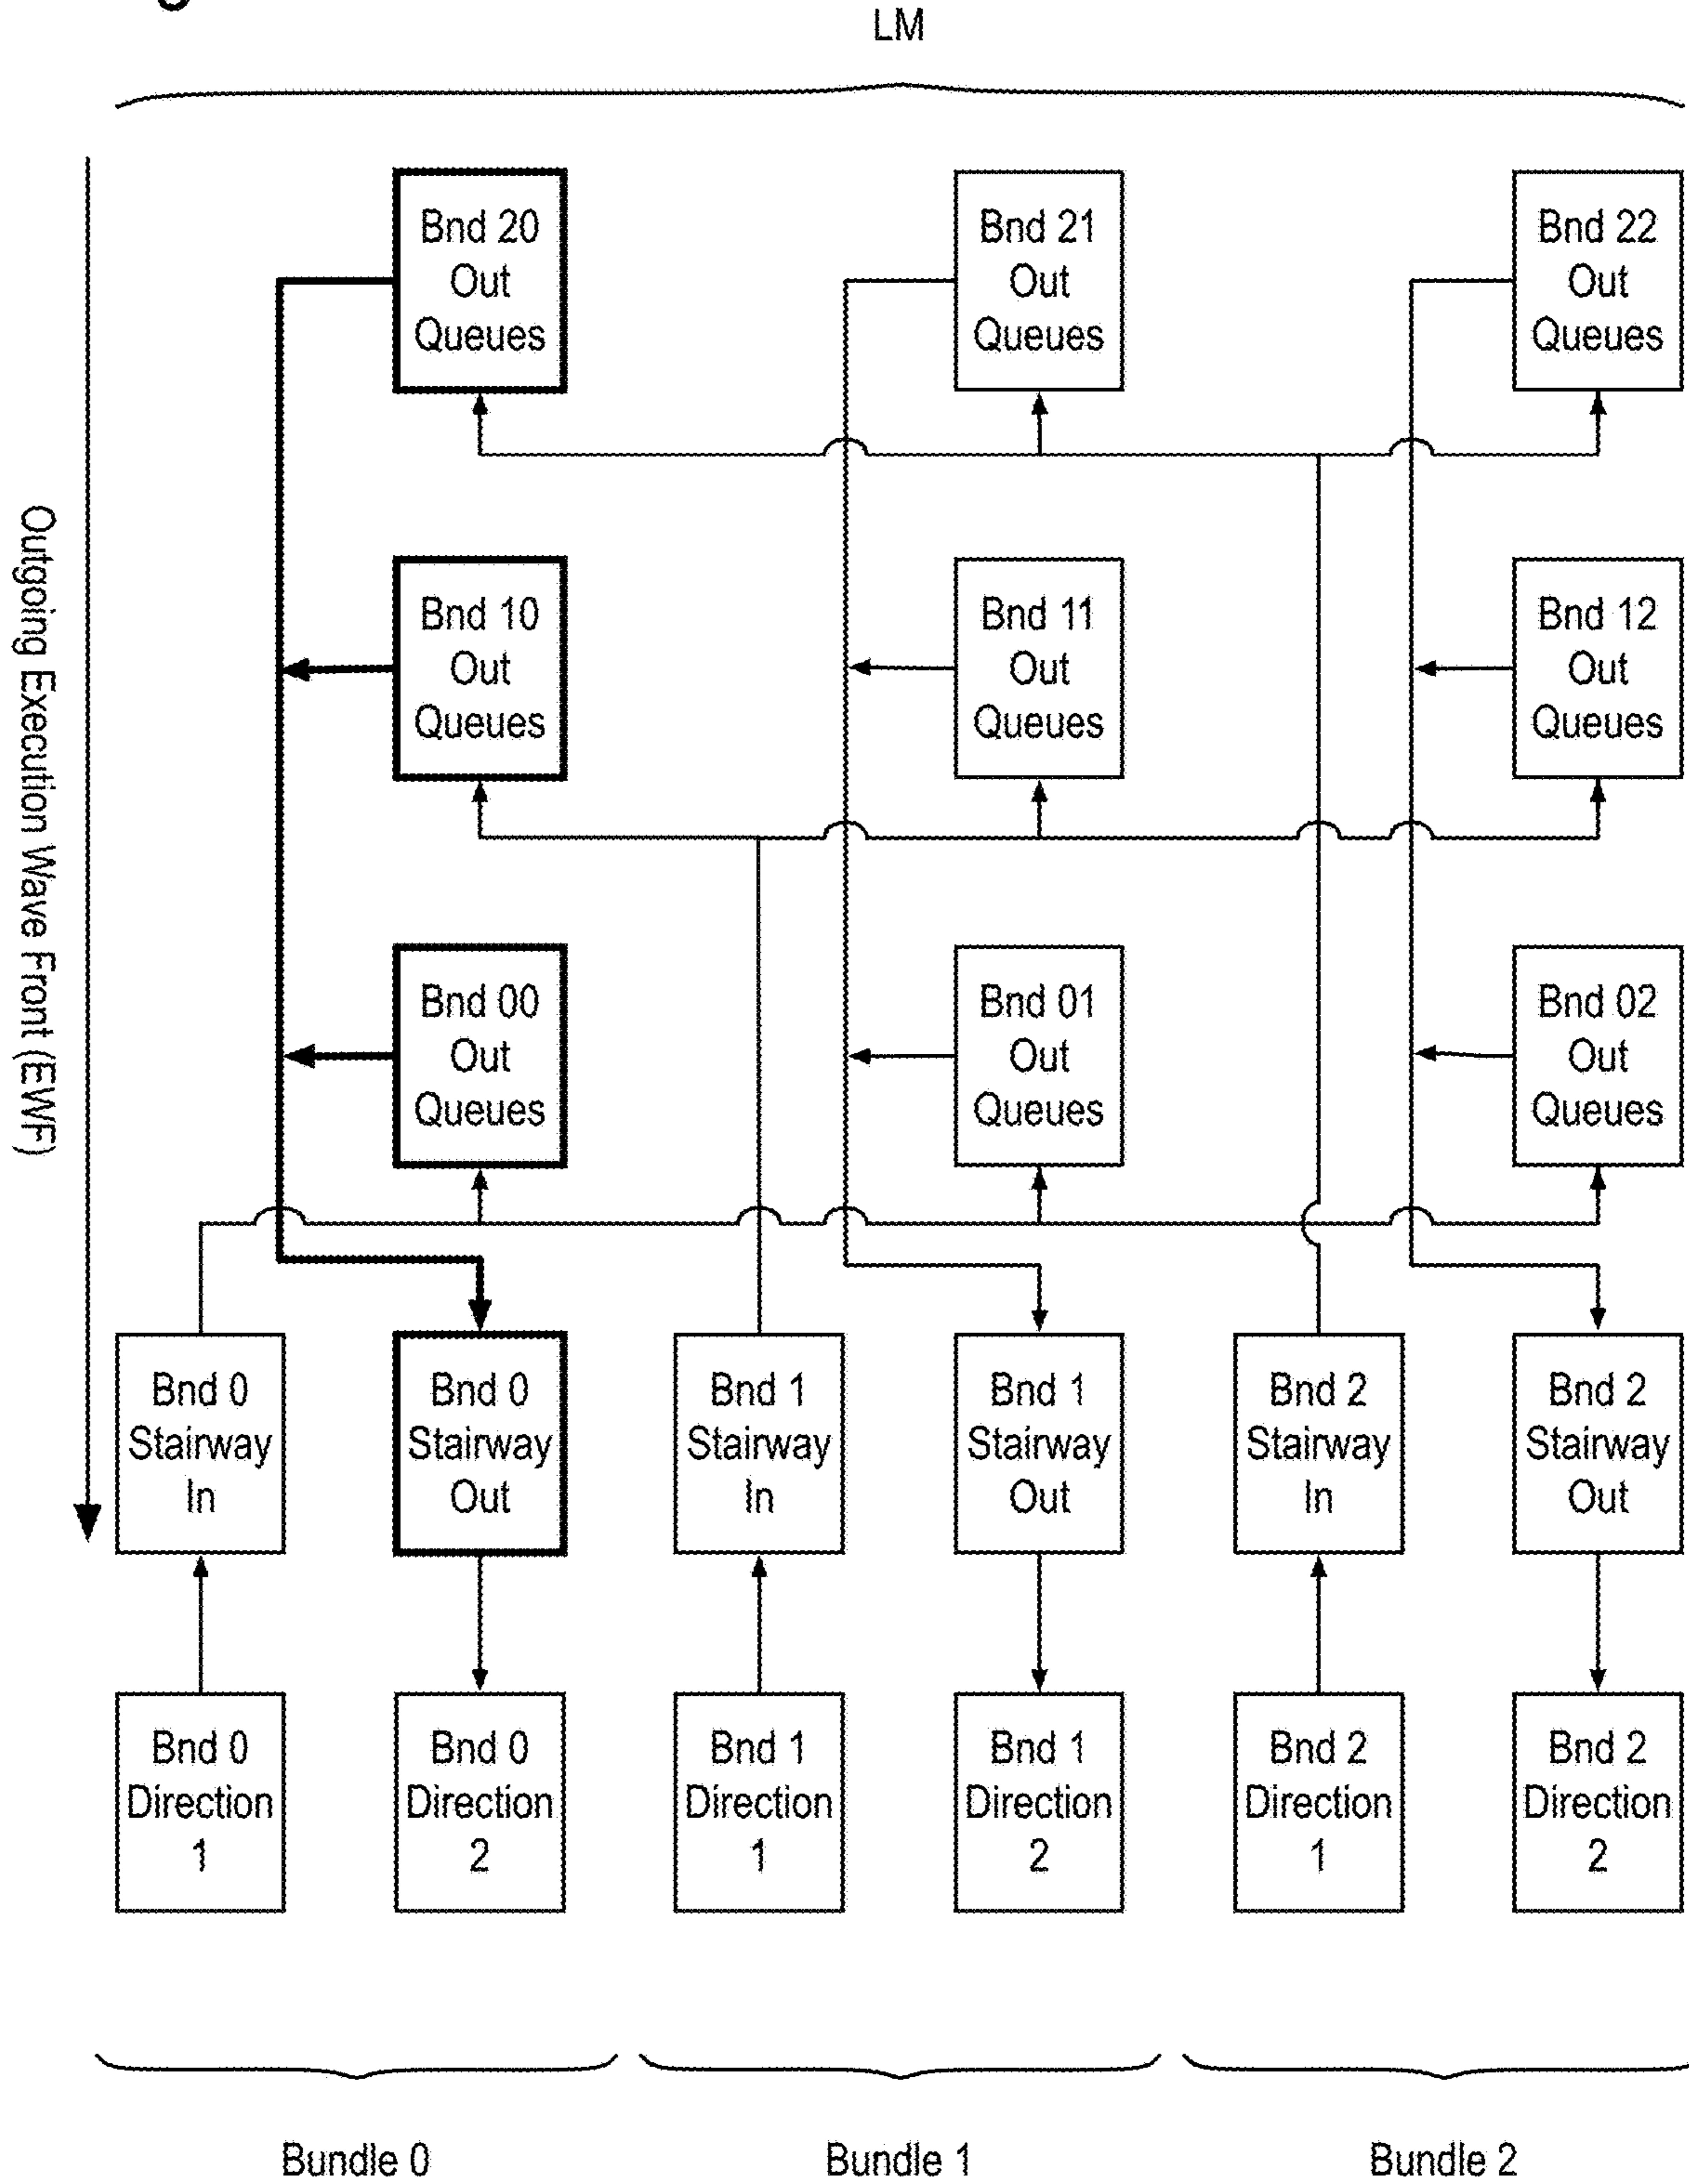 LM
Outgoing Execution Wave Front (EWF)
Bnd 20
Out
Queues
Bnd 21
Out
Queues
Bnd 22
Out
Queues
Bnd 10
Out
Queues
Bnd 11
Out
Queues
Bnd 12
Out
Queues
Bnd 00
Out
Queues
Bnd 01
Out
Queues
Bnd 02
Out
Queues
Bnd 0
Stairway
In
Bnd 0
Stairway
Out
Bnd 1
Stairway
In
Bnd 1
Stairway
Out
Bnd 2
Stairway
In
Bnd 2
Stairway
Out
Bnd 0
Direction
1
Bnd 0
Direction
2
Bnd 1
Direction
1
Bnd 1
Direction
2
Bnd 2
Direction
1
Bnd 2
Direction
2
Bundle 0
Bundle 1
Bundle 2